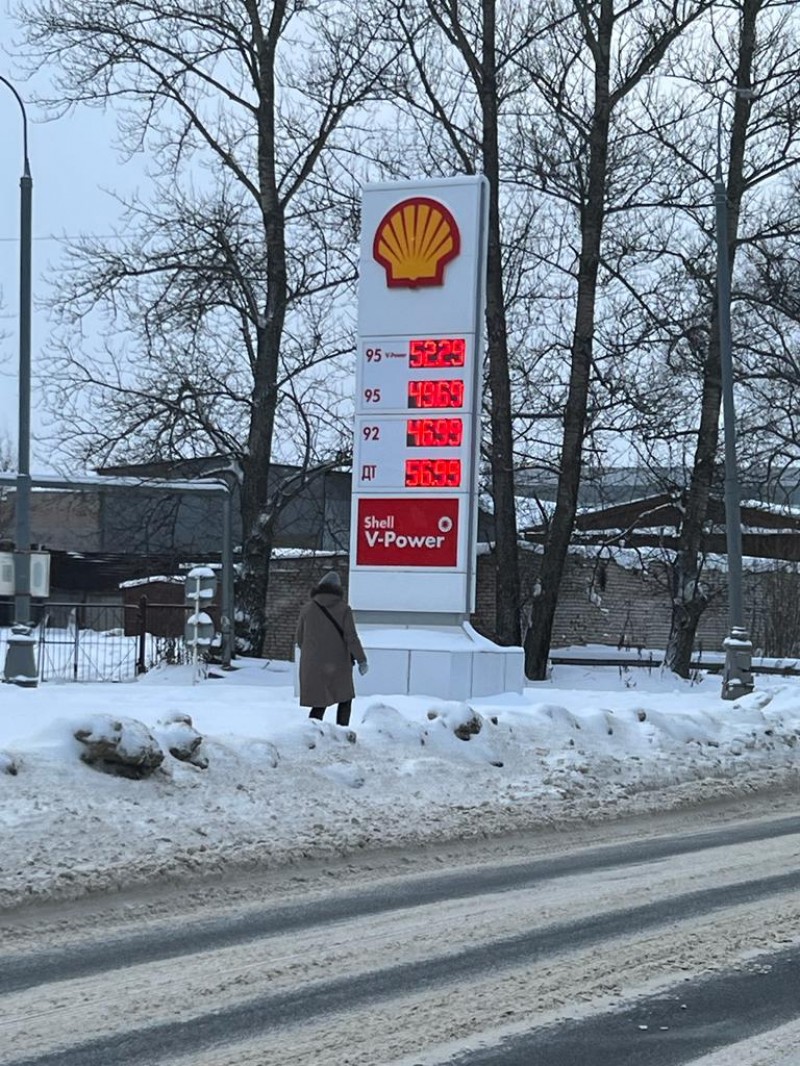 95 V-Power 52.29
95 49.69
92 46.99
ДТ 56.99
Shell
V-Power